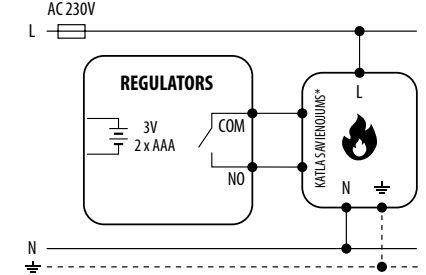 AC 230V
L
REGULATORS
3V
2 x AAA
COM
NO
KATLA SAVIENOJUMS*
L
N
N